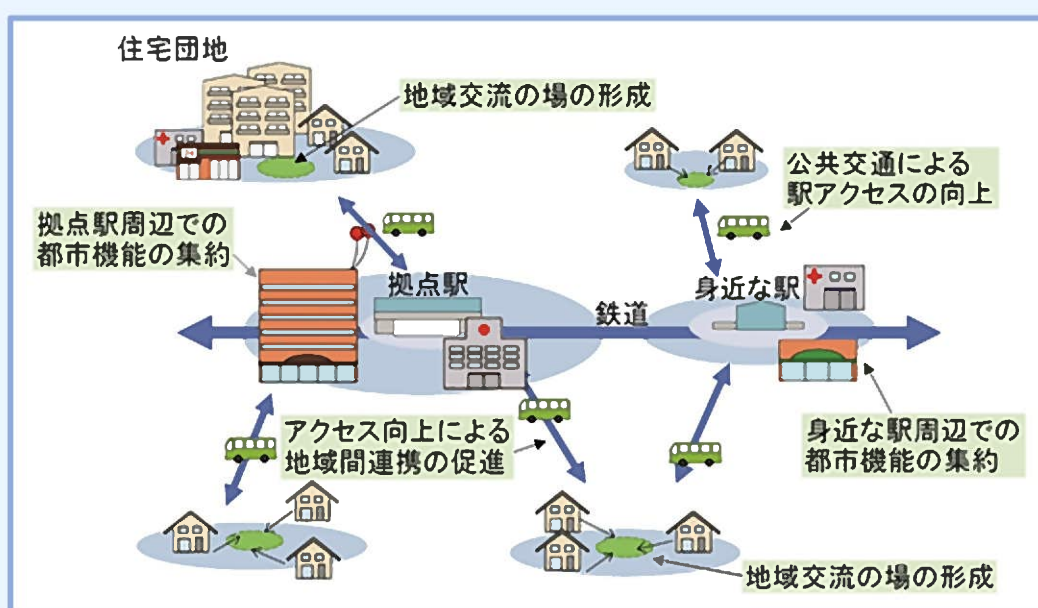 住宅団地
地域交流の場の形成
公共交通による
駅アクセスの向上
拠点駅周辺での
都市機能の集約
拠点駅
身近な駅
鉄道
アクセス向上による
地域間連携の促進
身近な駅周辺での
都市機能の集約
地域交流の場の形成